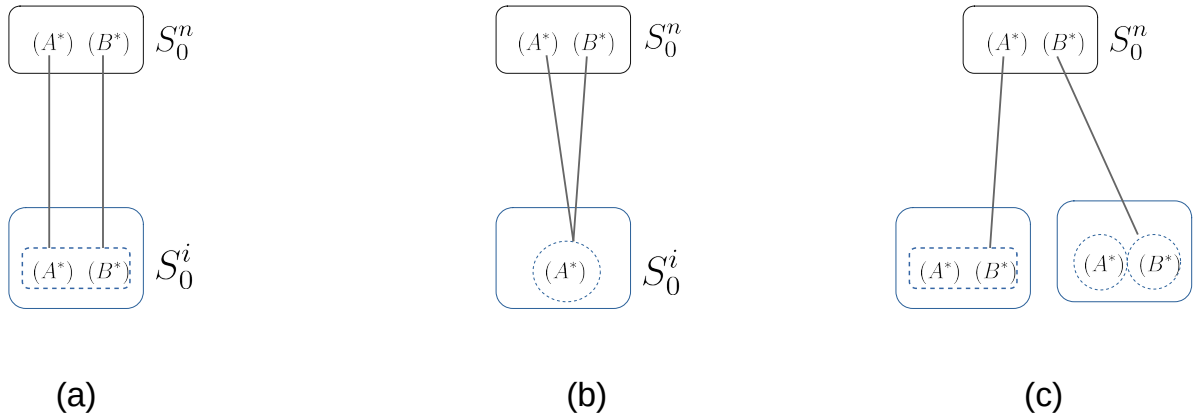 (A*) (B*) S_0^n
(A*) (B*) S_0^i
(a)
(A*) (B*) S_0^n
(A*) S_0^i
(b)
(A*) (B*) S_0^n
(A*) (B*)
(A*) (B*)
(c)